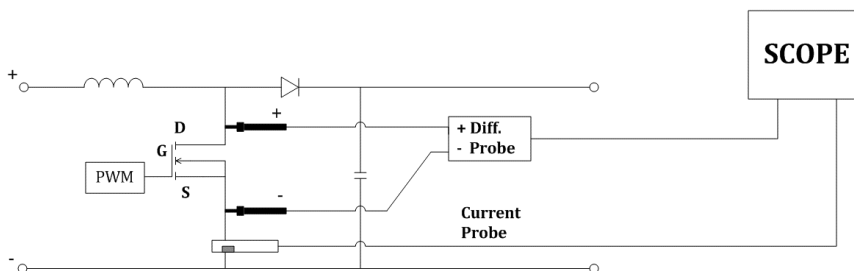 SCOPE
+
+
D
+ Diff.
- Probe
G
PWM
S
-
Current
Probe
-